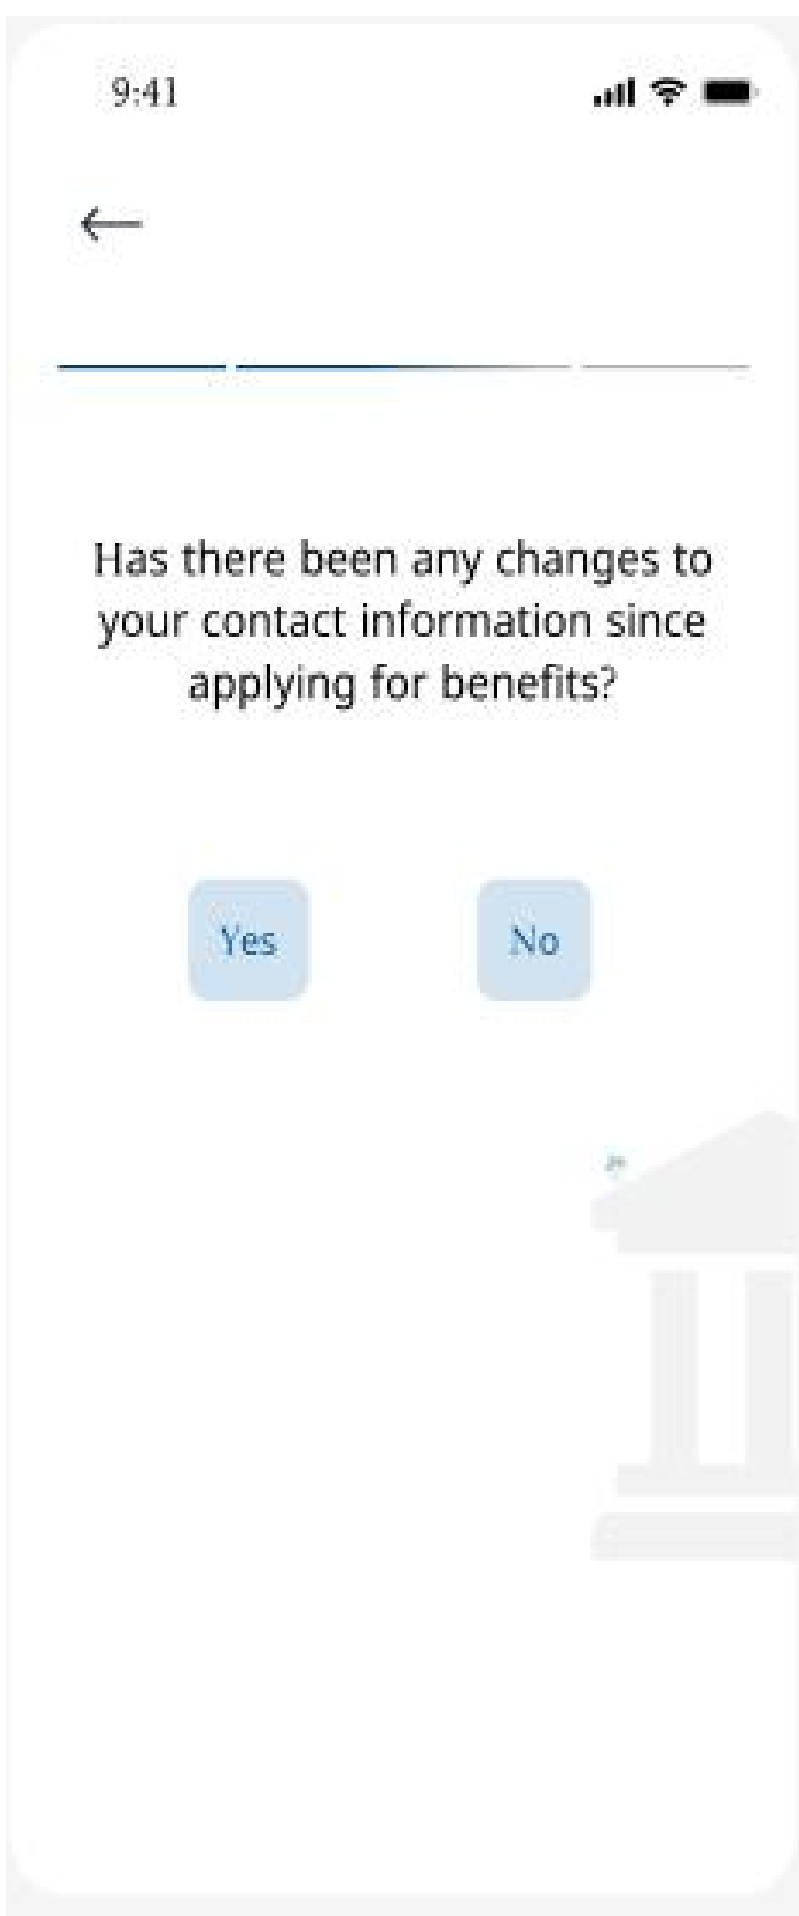 9:41
Has there been any changes to
your contact information since
applying for benefits?
Yes
No